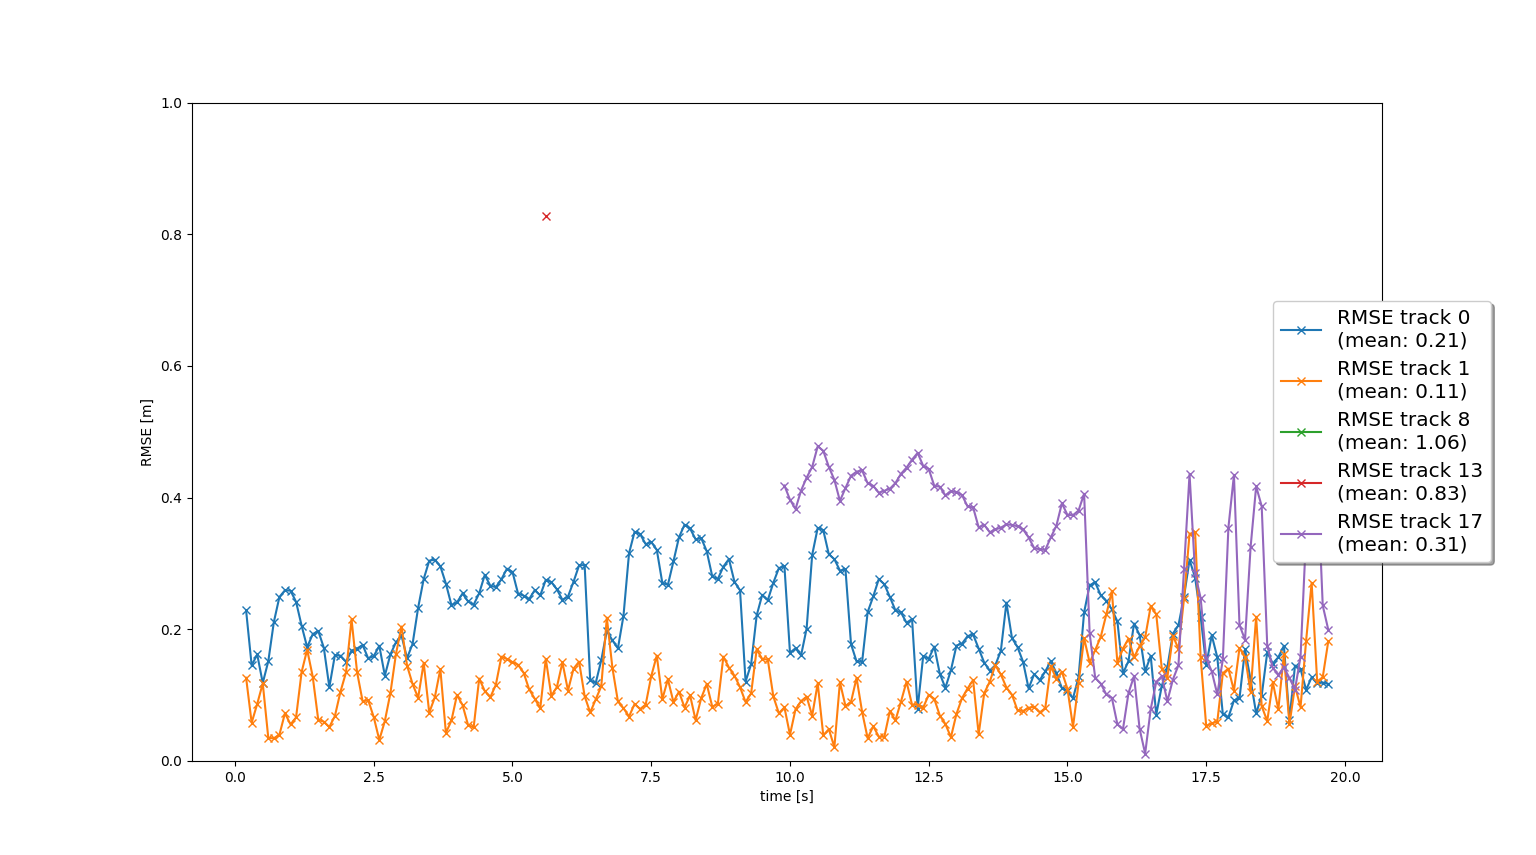 1.0
0.8
0.6
0.4
0.2
0.0
RMSE [m]
0.0 2.5 5.0 7.5 10.0 12.5 15.0 17.5 20.0
time [s]
RMSE track 0
(mean: 0.21)
RMSE track 1
(mean: 0.11)
RMSE track 8
(mean: 1.06)
RMSE track 13
(mean: 0.83)
RMSE track 17
(mean: 0.31)